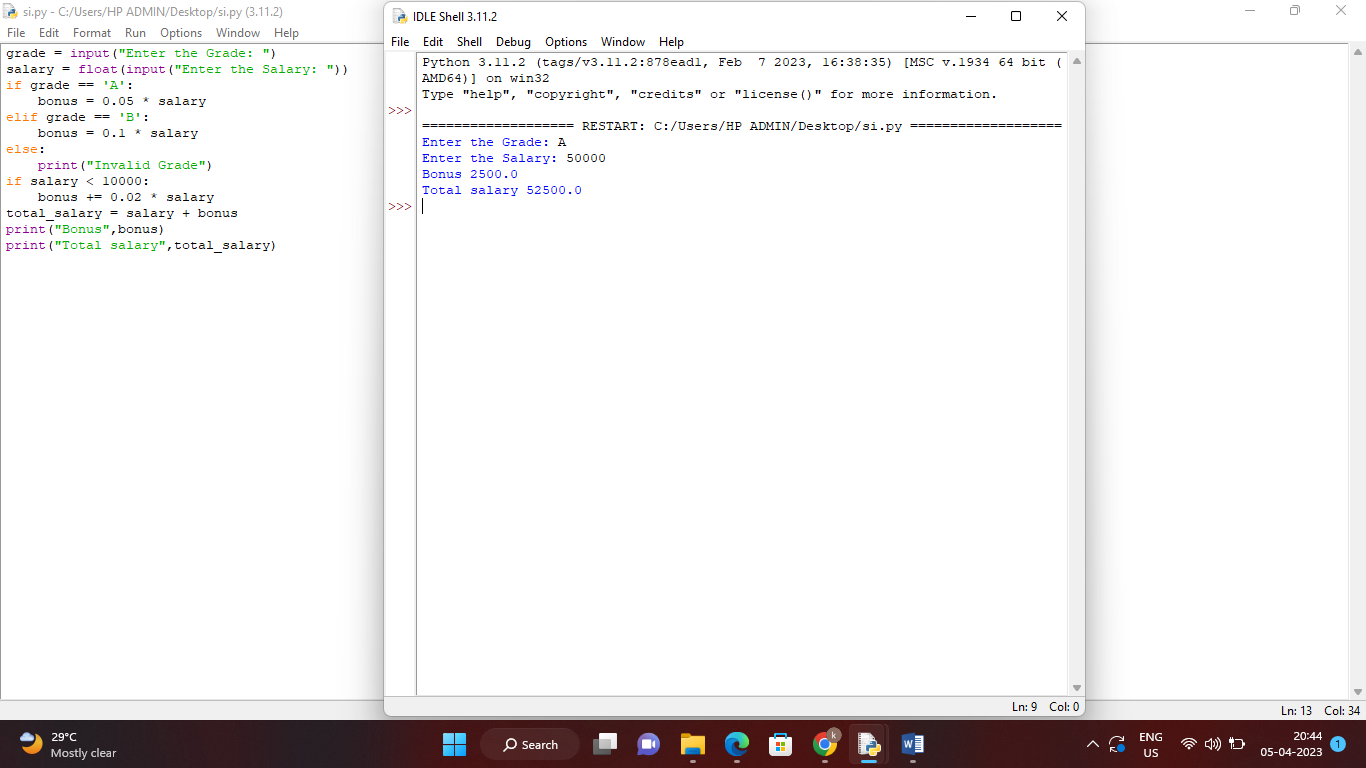 si.py - C:/Users/HP ADMIN/Desktop/si.py (3.11.2)
File Edit Format Run Options Window Help
grade = input("Enter the Grade: ")
salary = float(input("Enter the Salary: "))
if grade == 'A':
    bonus = 0.05 * salary
elif grade == 'B':
    bonus = 0.1 * salary
else:
    print("Invalid Grade")
if salary < 10000:
    bonus += 0.02 * salary
total_salary = salary + bonus
print("Bonus",bonus)
print("Total salary",total_salary)
IDLE Shell 3.11.2
File Edit Shell Debug Options Window Help
Python 3.11.2 (tags/v3.11.2:878ead1, Feb  7 2023, 16:38:35) [MSC v.1934 64 bit (
AMD64)] on win32
Type "help", "copyright", "credits" or "license()" for more information.
>>>
=================== RESTART: C:/Users/HP ADMIN/Desktop/si.py ===================
Enter the Grade: A
Enter the Salary: 50000
Bonus 2500.0
Total salary 52500.0
>>>
Ln: 9 Col: 0
Ln: 13 Col: 34
29°C
Mostly clear
Search
k
W
ENG
US
20:44
05-04-2023
1